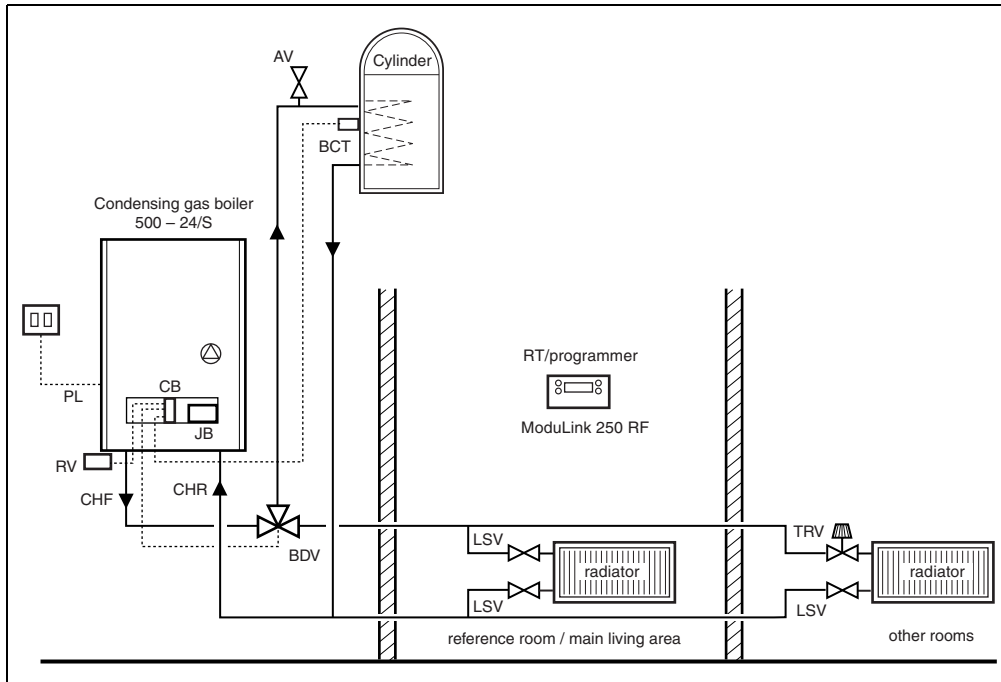 AV
Cylinder
BCT
Condensing gas boiler
500 – 24/S
RT/programmer
ModuLink 250 RF
PL
CB
JB
RV
CHF
CHR
BDV
LSV
radiator
LSV
TRV
radiator
LSV
reference room / main living area
other rooms